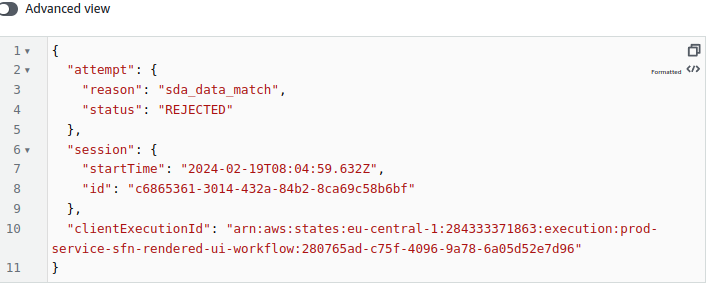 Advanced view
1 {
2 "attempt": {
Formatted
3 "reason": "sda_data_match",
4 "status": "REJECTED"
5 },
6 "session": {
7 "startTime": "2024-02-19T08:04:59.632Z",
8 "id": "c6865361-3014-432a-84b2-8ca69c58b6bf"
9 },
10 "clientExecutionId": "arn:aws:states:eu-central-1:284333371863:execution:prod-
service-sfn-rendered-ui-workflow:280765ad-c75f-4096-9a78-6a05d52e7d96"
11 }